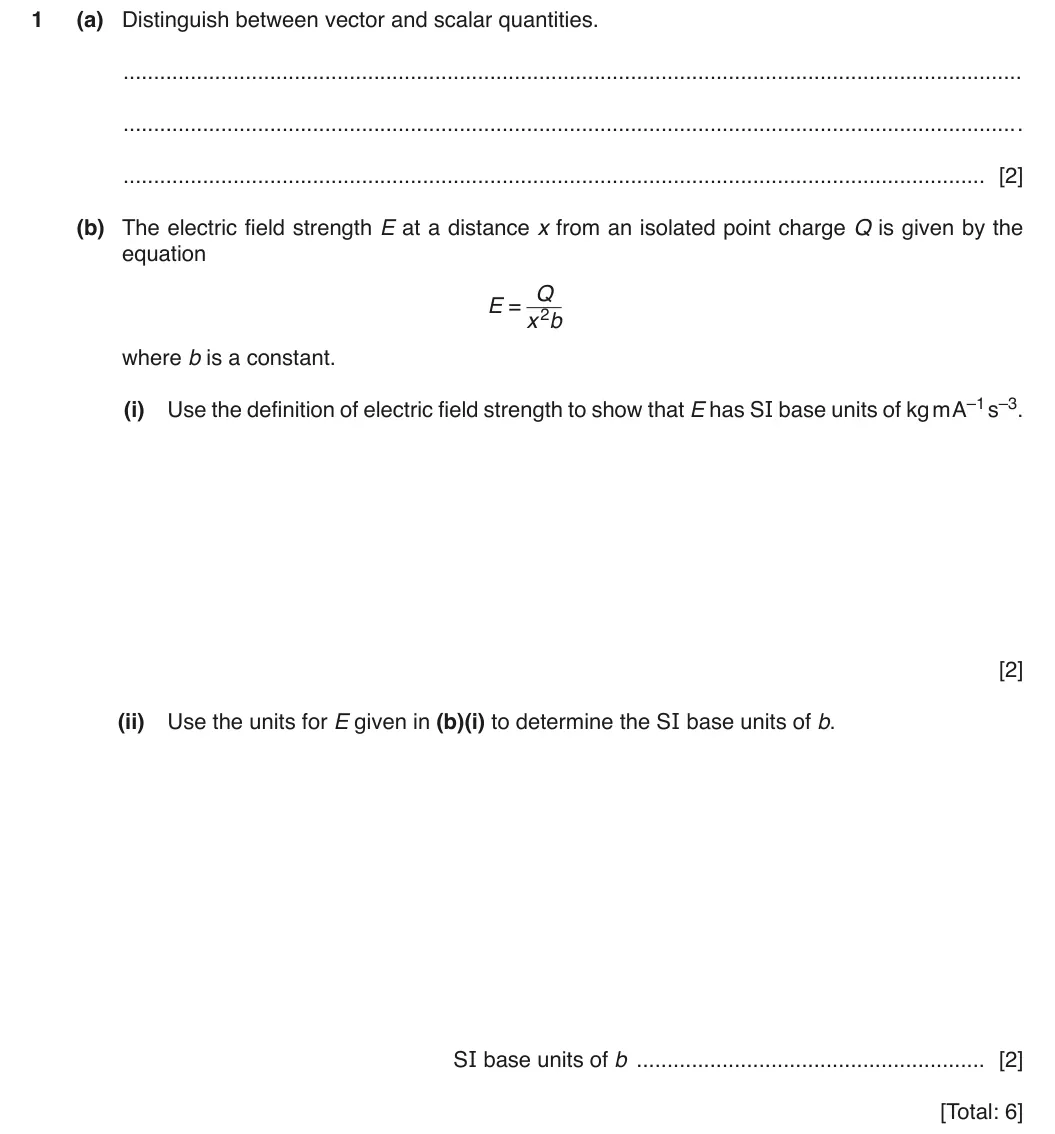 1 (a) Distinguish between vector and scalar quantities.
..........................................................................................................................................................
..........................................................................................................................................................
.................................................................................................................................................... [2]
(b) The electric field strength E at a distance x from an isolated point charge Q is given by the
equation
E = Q/x²b
where b is a constant.
(i) Use the definition of electric field strength to show that E has SI base units of kg m A⁻¹ s⁻³.
[2]
(ii) Use the units for E given in (b)(i) to determine the SI base units of b.
SI base units of b ......................................................... [2]
[Total: 6]